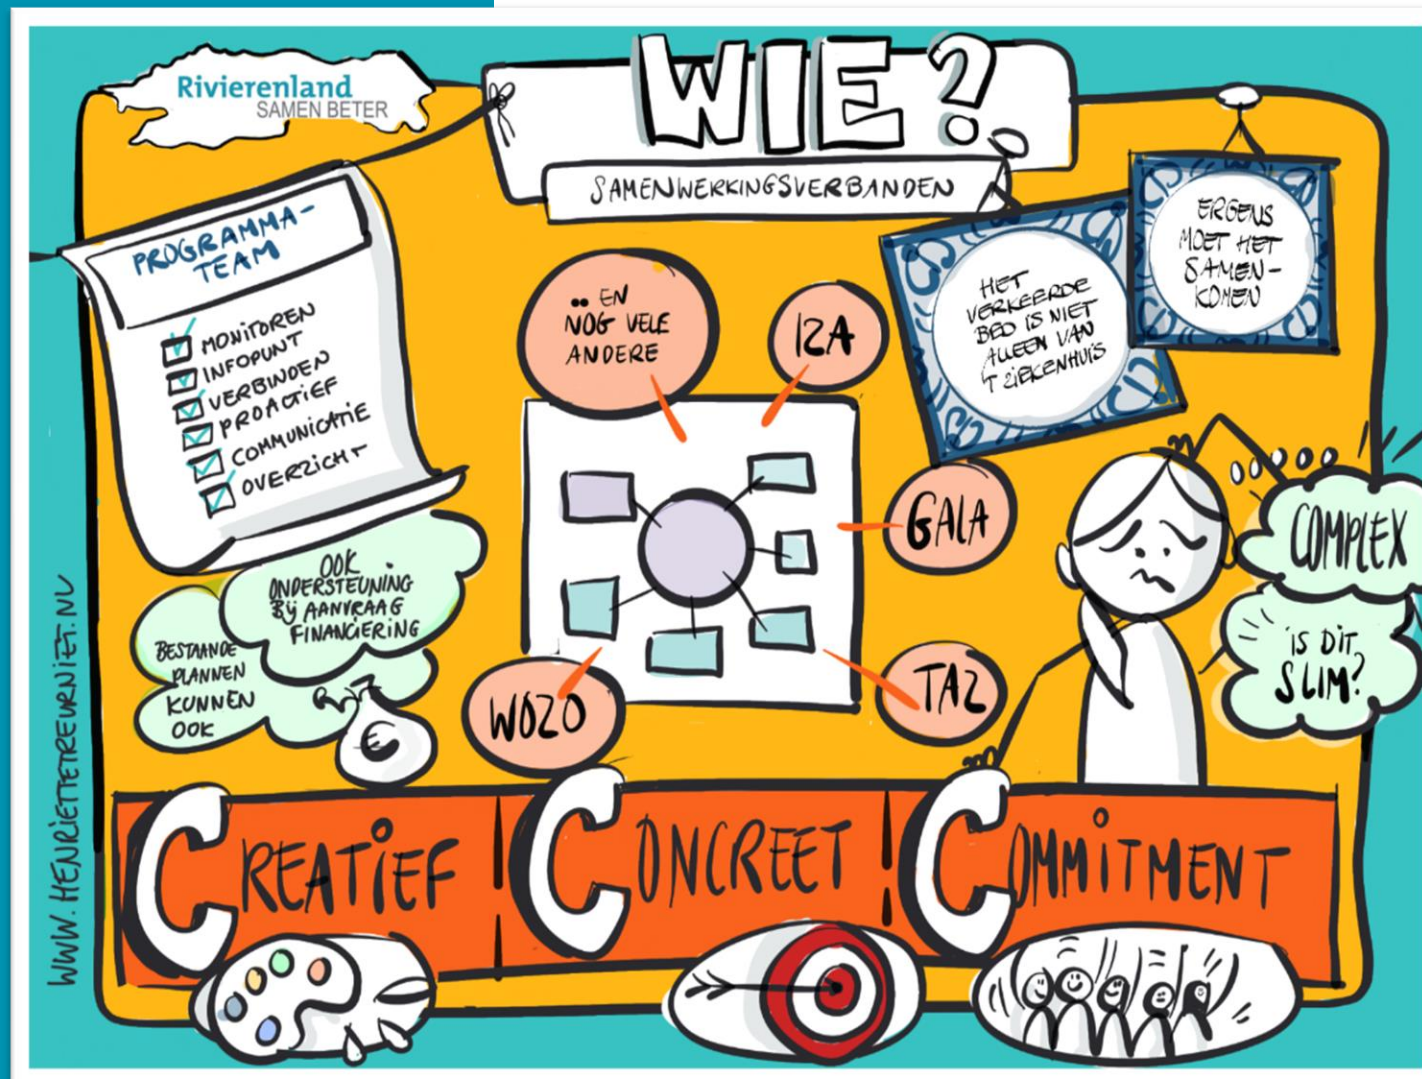 Rivierenland
SAMEN BETER
WIE?
SAMENWERKINGSVERBANDEN
PROGRAMMA-
TEAM
MONITOREN
INFOPUNT
VERBINDEN
PROACTIEF
COMMUNICATIE
OVERZICHT
OOK
ONDERSTEUNING
BIJ AANVRAAG
FINANCIERING
BESTAANDE
PLANNEN
KUNNEN
OOK
€
.. EN
NOG VELE
ANDERE
IZA
GALA
TAZ
WOZO
HET
VERKEERDE
BED IS NIET
ALLEEN VAN
'T ZIEKENHUIS
ERGENS
MOET HET
SAMEN-
KOMEN
COMPLEX
IS DIT
SLIM?
CREATIEF
CONCREET
COMMITMENT
WWW.HENRIETTETREURNIET.NL